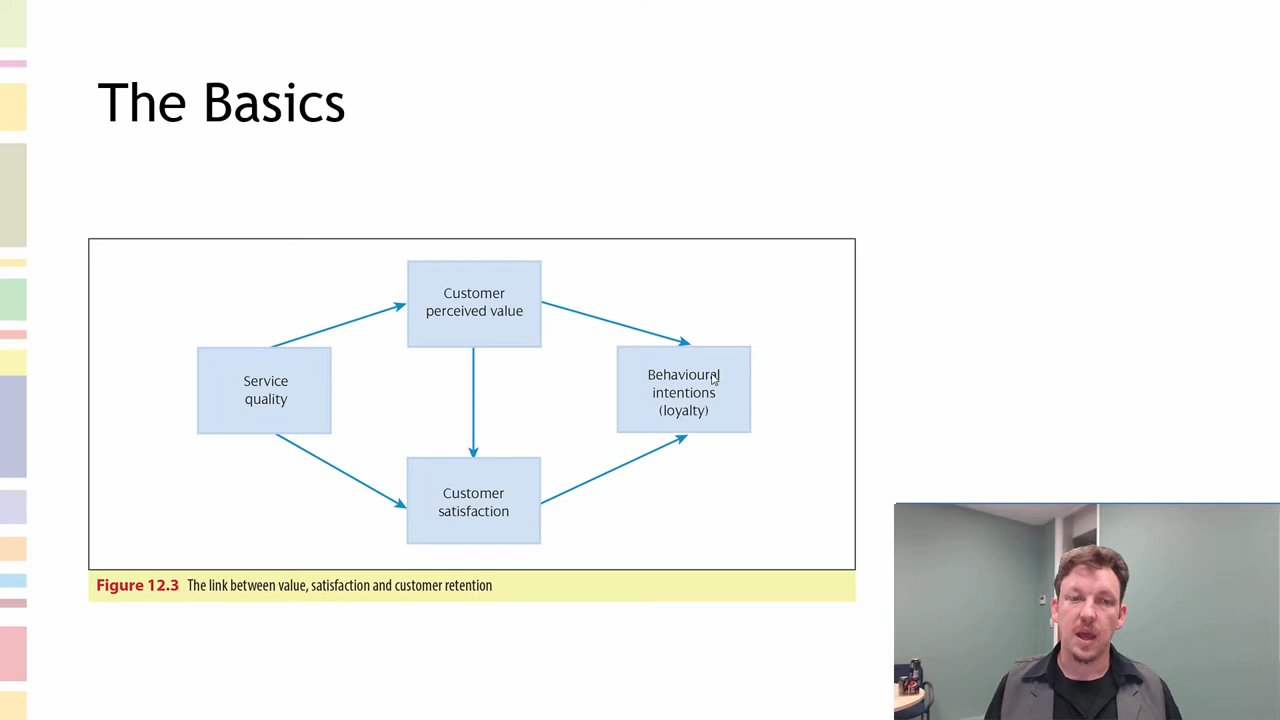 The Basics
Customer
perceived value
Service
quality
Behavioural
intentions
(loyalty)
Customer
satisfaction
Figure 12.3 The link between value, satisfaction and customer retention